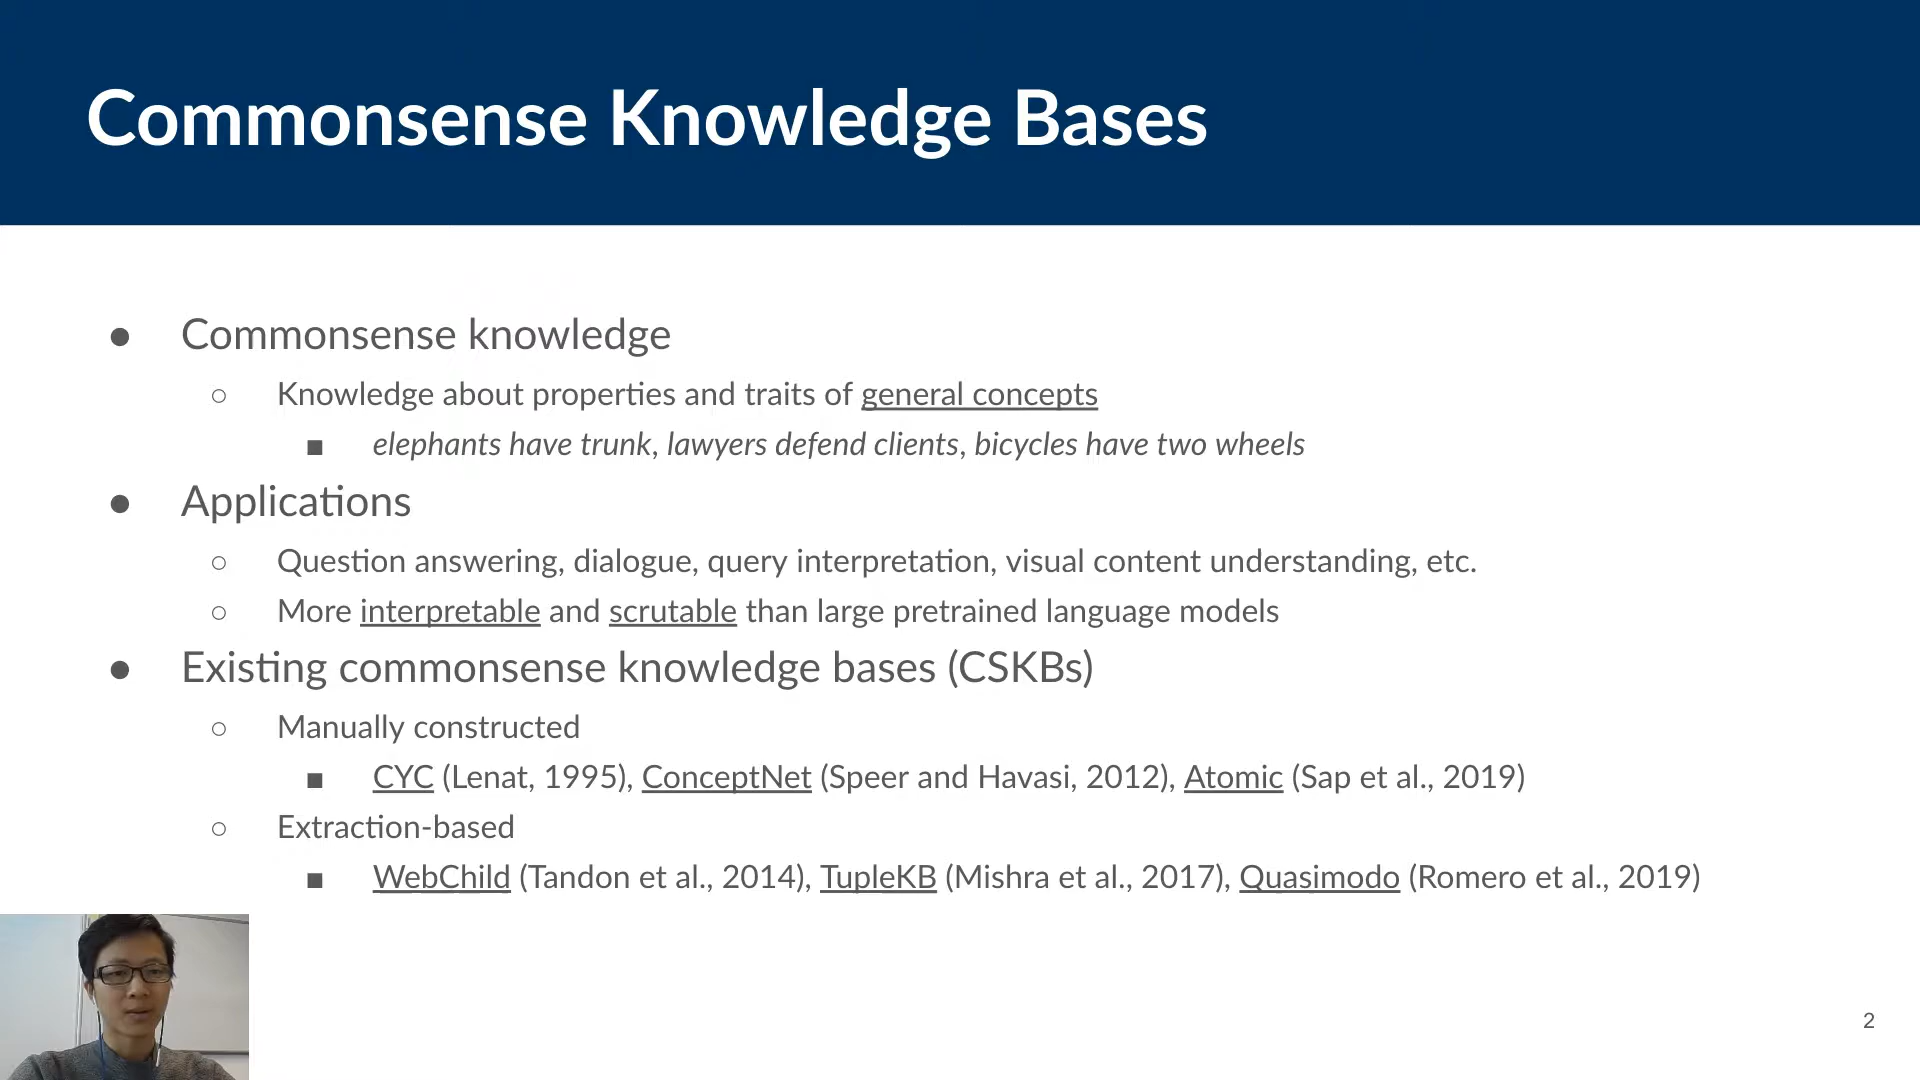 Commonsense Knowledge Bases
● Commonsense knowledge
○ Knowledge about properties and traits of general concepts
■ elephants have trunk, lawyers defend clients, bicycles have two wheels
● Applications
○ Question answering, dialogue, query interpretation, visual content understanding, etc.
○ More interpretable and scrutable than large pretrained language models
● Existing commonsense knowledge bases (CSKBs)
○ Manually constructed
■ CYC (Lenat, 1995), ConceptNet (Speer and Havasi, 2012), Atomic (Sap et al., 2019)
○ Extraction-based
■ WebChild (Tandon et al., 2014), TupleKB (Mishra et al., 2017), Quasimodo (Romero et al., 2019)
2